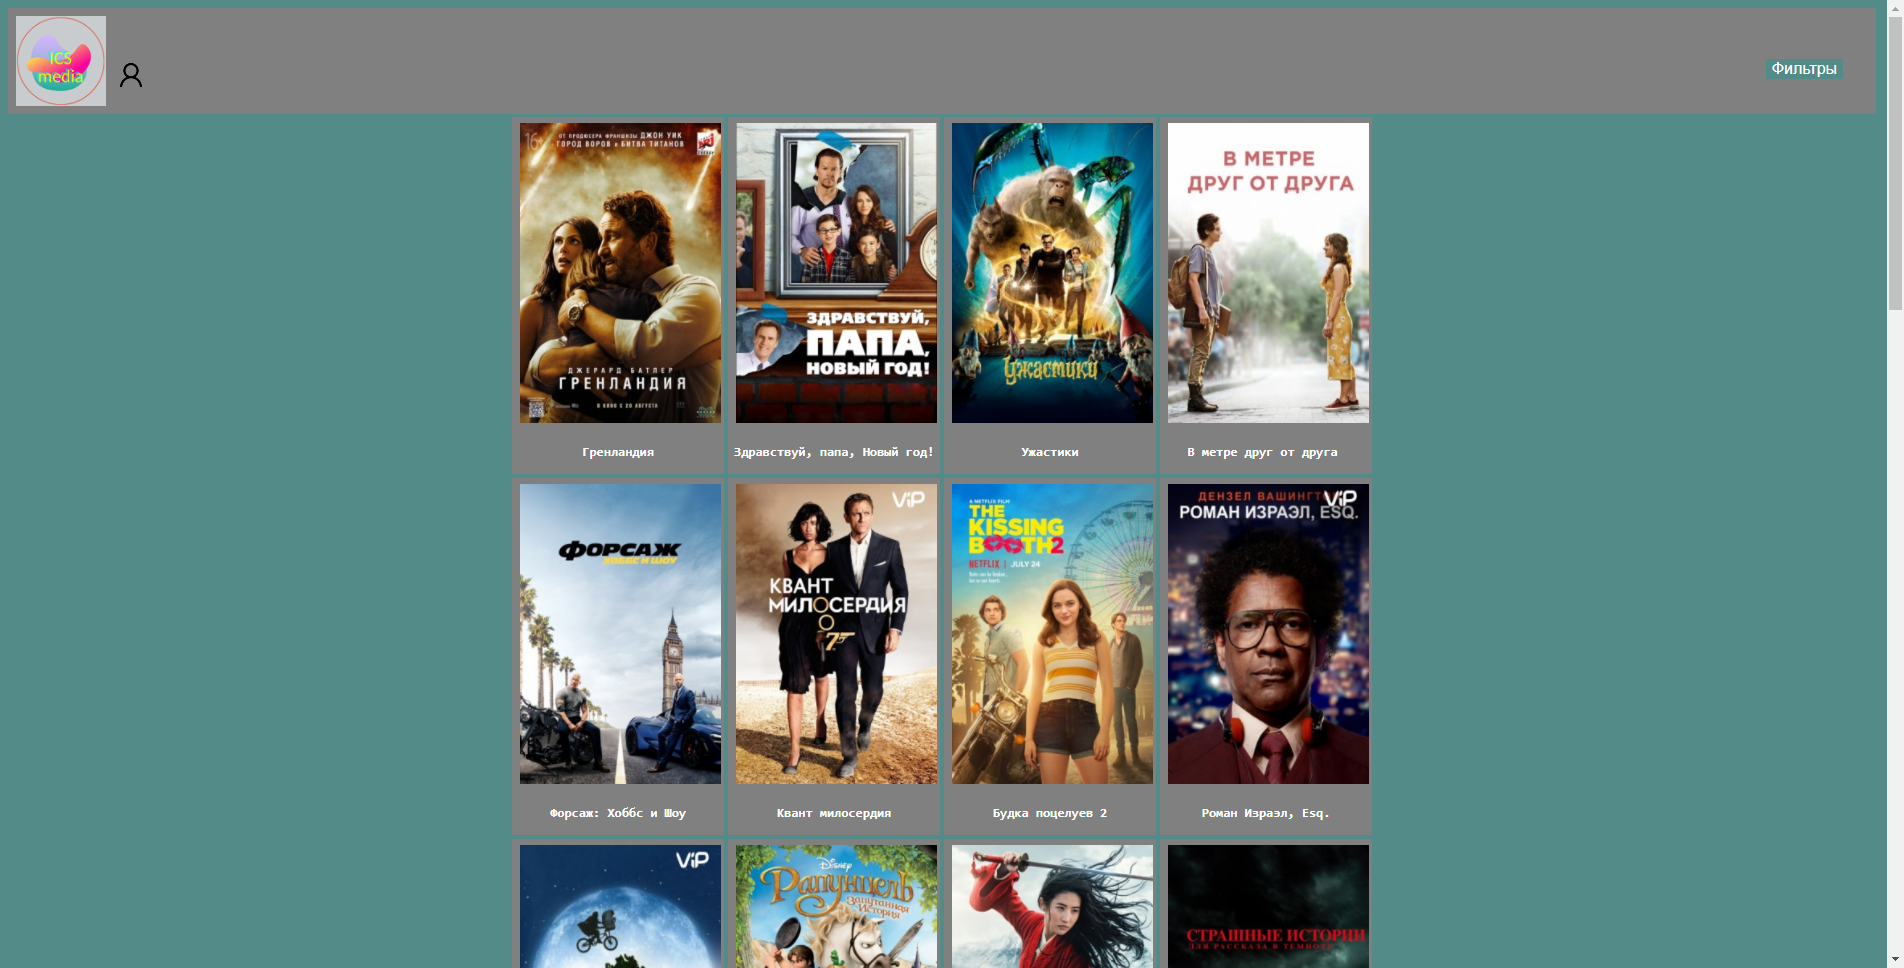 ICS
media
Фильтры
16+
ОТ ПРОДЮСЕРА ФРАНШИЗЫ ДЖОН УИК
ГОРОД ВОРОВ и БИТВА ТИТАНОВ
NRJ
ДЖЕРАРД БАТЛЕР
ГРЕНЛАНДИЯ
В КИНО С 20 АВГУСТА
ЗДРАВСТВУЙ,
ПАПА,
НОВЫЙ ГОД!
Ужастики
В МЕТРЕ
ДРУГ ОТ ДРУГА
Гренландия
Здравствуй, папа, Новый год!
Ужастики
В метре друг от друга
ФОРСАЖ
ХОББС И ШОУ
ViP
КВАНТ
МИЛОСЕРДИЯ
007
A NETFLIX FILM
THE
KISSING
BOOTH2
NETFLIX | JULY 24
ДЕНЗЕЛ ВАШИНГТ
ViP
РОМАН ИЗРАЭЛ, ESQ.
Форсаж: Хоббс и Шоу
Квант милосердия
Будка поцелуев 2
Роман Израэл, Esq.
ViP
Disney
Рапунцель
Запутанная
История
СТРАШНЫЕ ИСТОРИИ
ДЛЯ РАССКАЗА В ТЕМНОТЕ